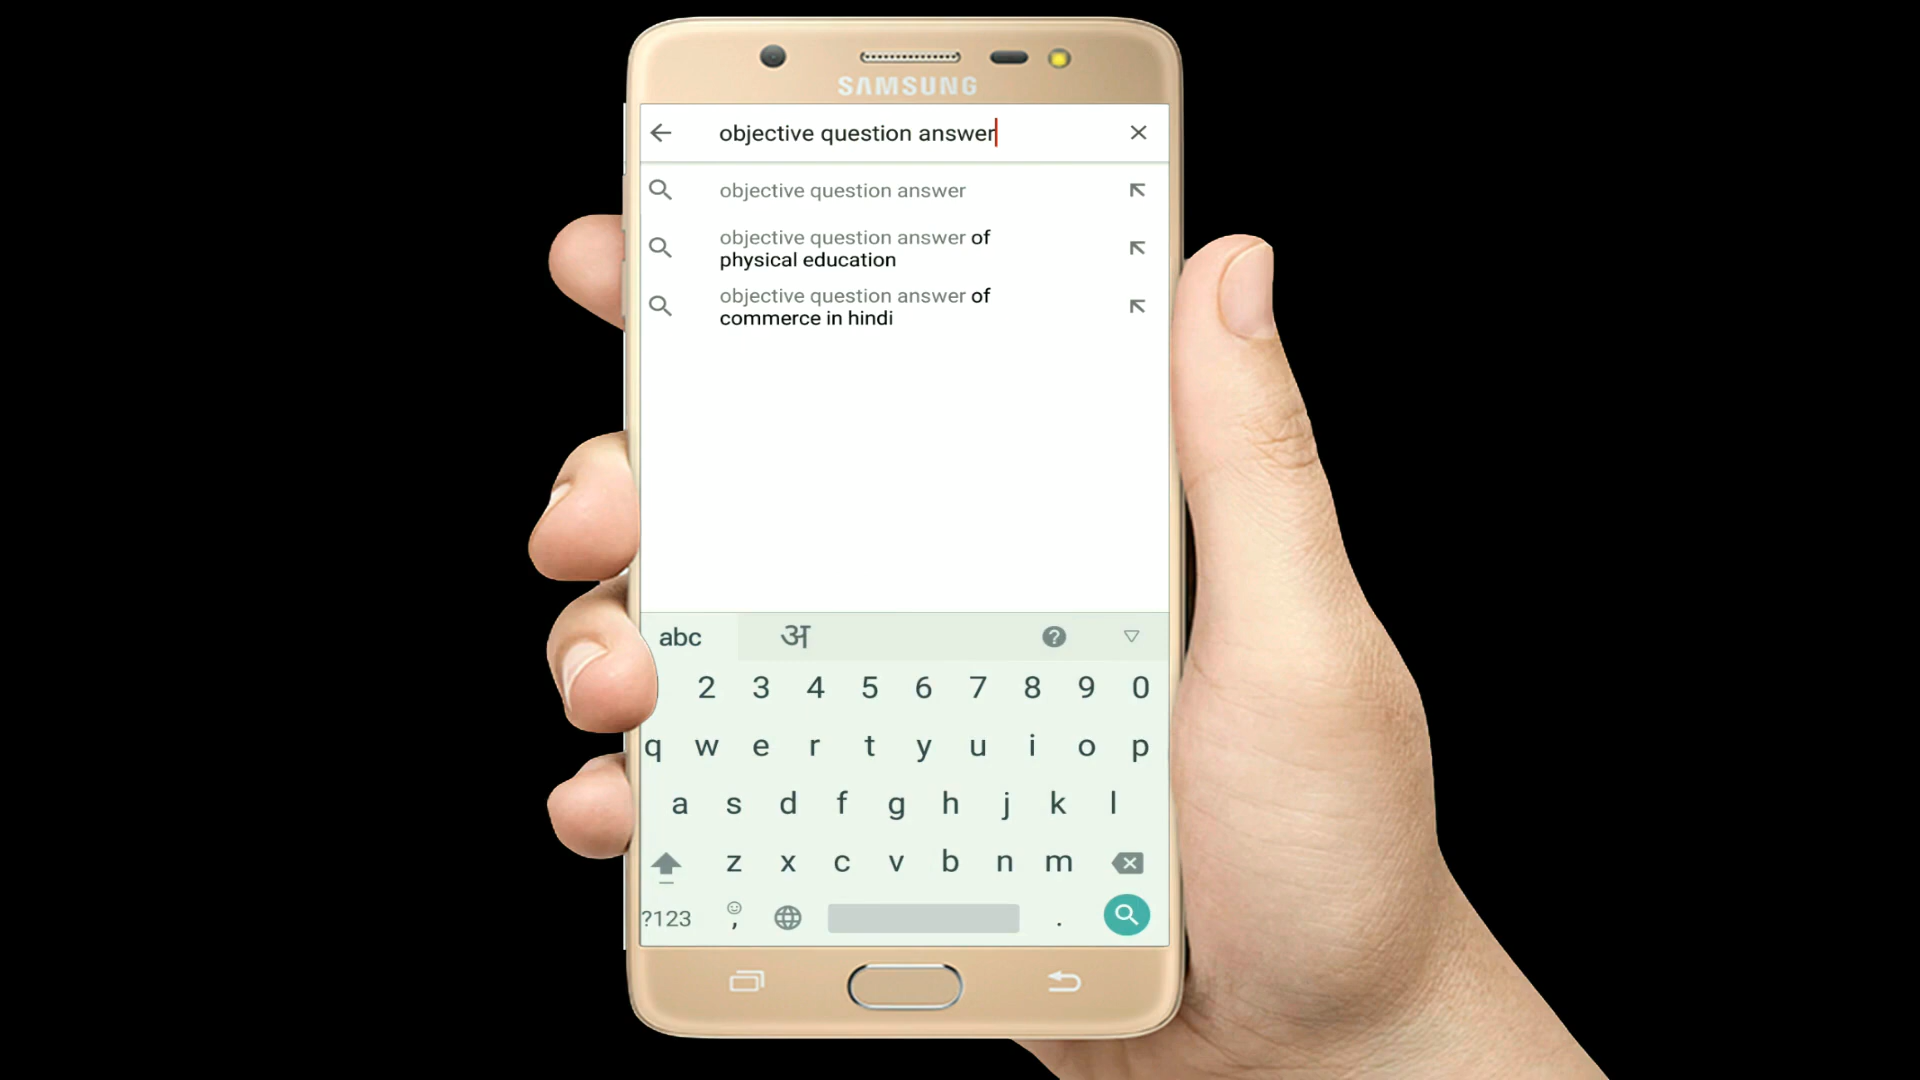 SAMSUNG
objective question answer
objective question answer
objective question answer of
physical education
objective question answer of
commerce in hindi
abc अ ?
2 3 4 5 6 7 8 9 0
q w e r t y u i o p
a s d f g h j k l
z x c v b n m
?123 , .